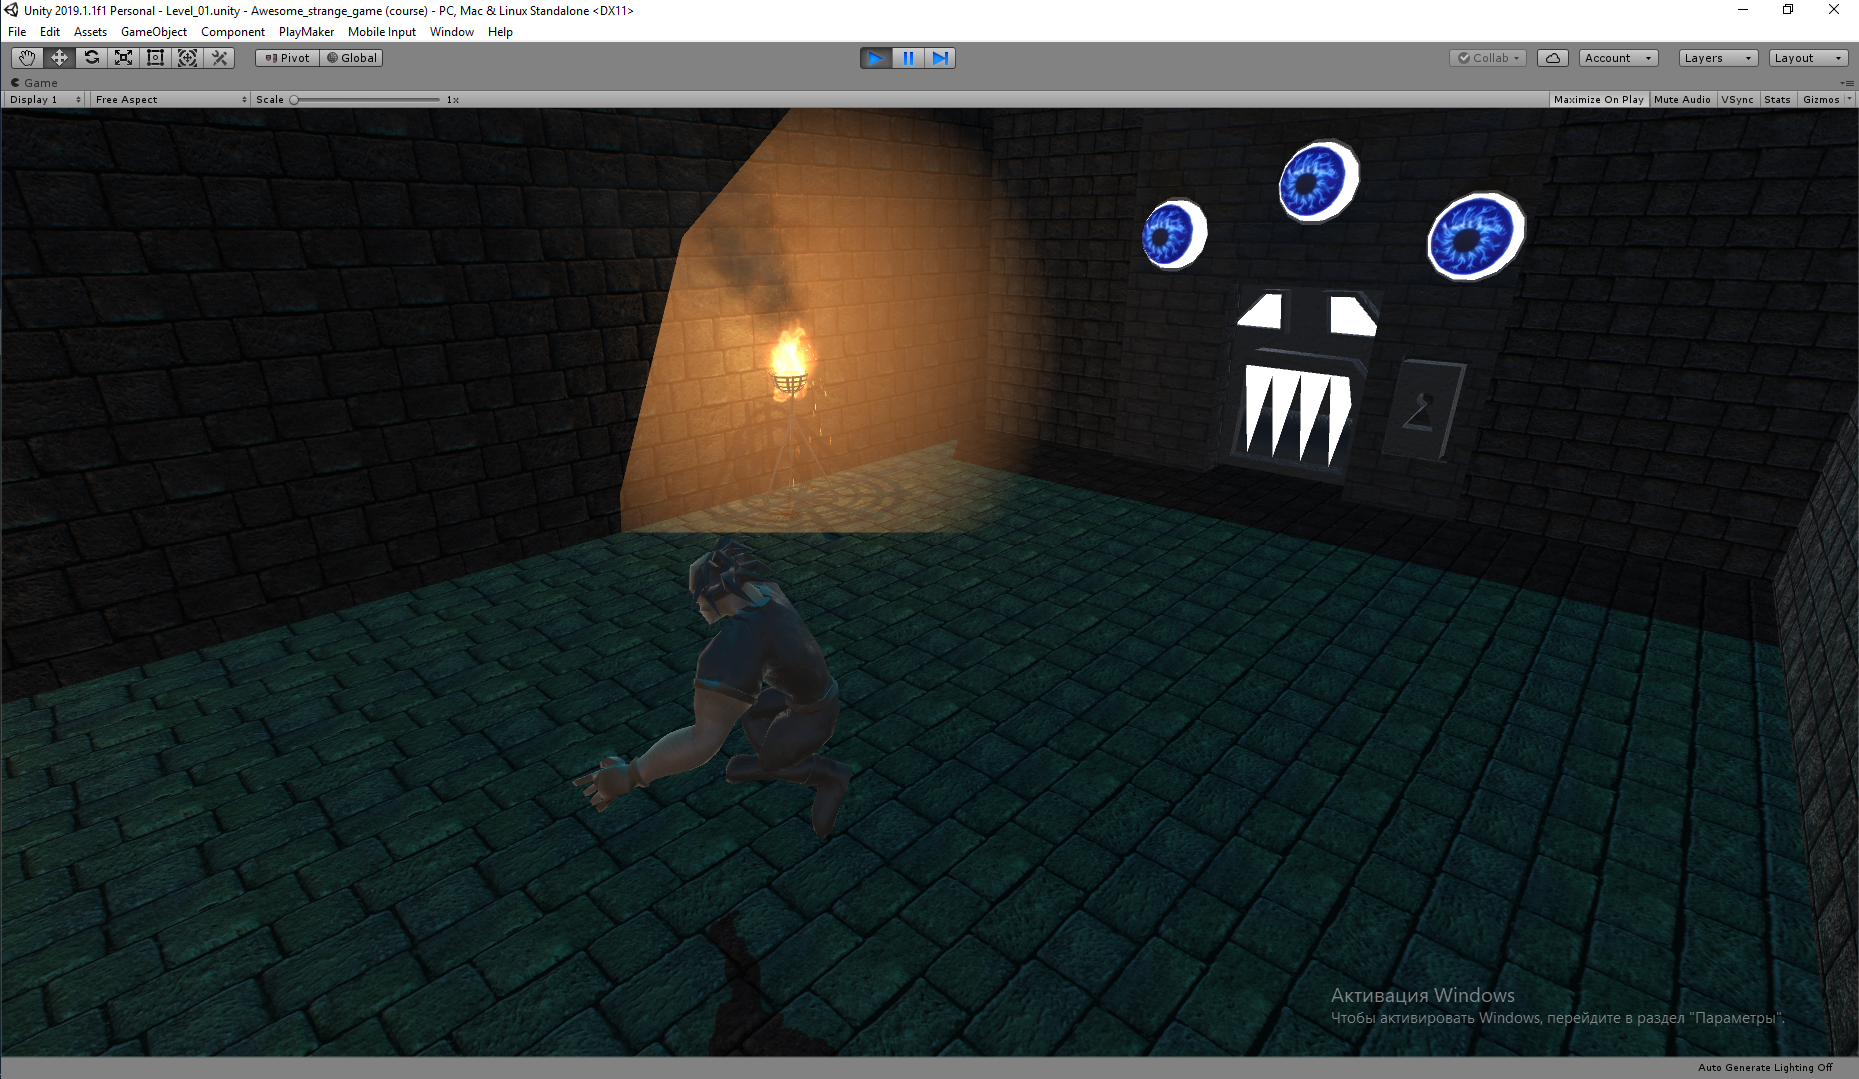 Unity 2019.1.1f1 Personal - Level_01.unity - Awesome_strange_game (course) - PC, Mac & Linux Standalone <DX11>
File Edit Assets GameObject Component PlayMaker Mobile Input Window Help
Pivot Global Collab Account Layers Layout
Game
Display 1 Free Aspect Scale 1x Maximize On Play Mute Audio VSync Stats Gizmos
2
Активация Windows
Чтобы активировать Windows, перейдите в раздел "Параметры".
Auto Generate Lighting Off